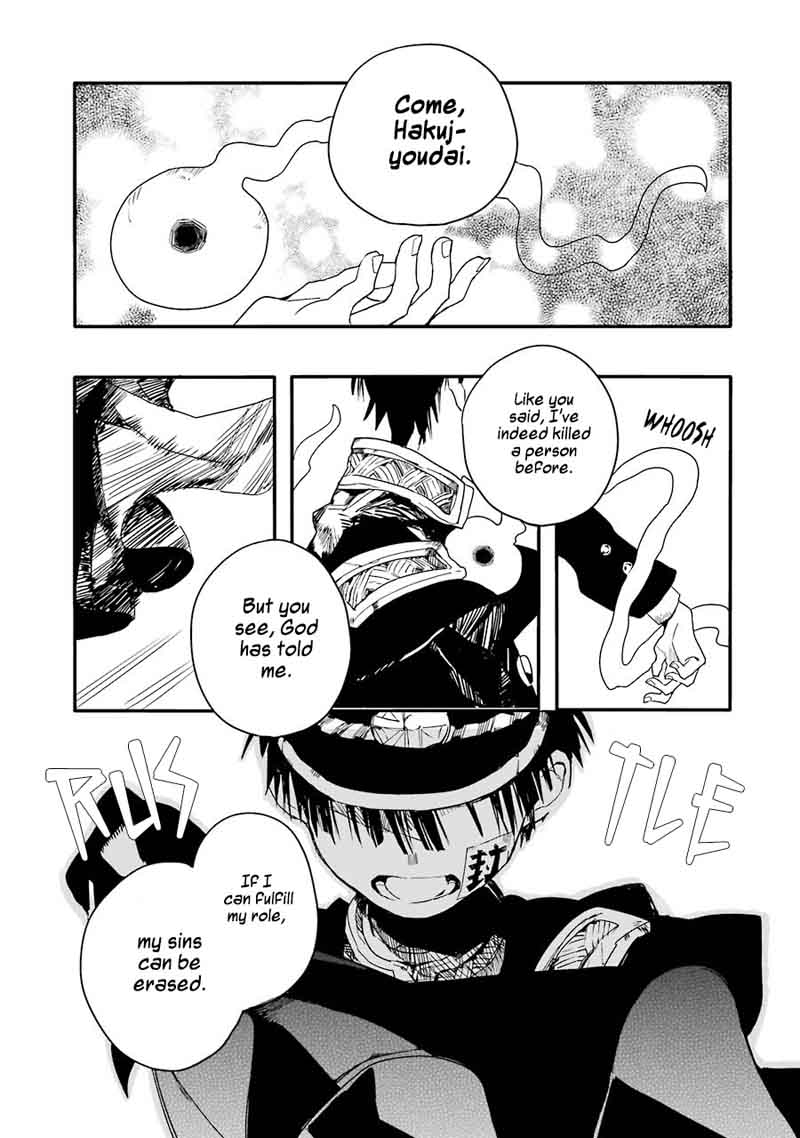 Come,
Hakuj-
youdai.
Like you
said, I've
indeed killed
a person
before.
WHOOSH
But you
see, God
has told
me.
RUS
TLE
封
If I
can fulfill
my role,
my sins
can be
erased.